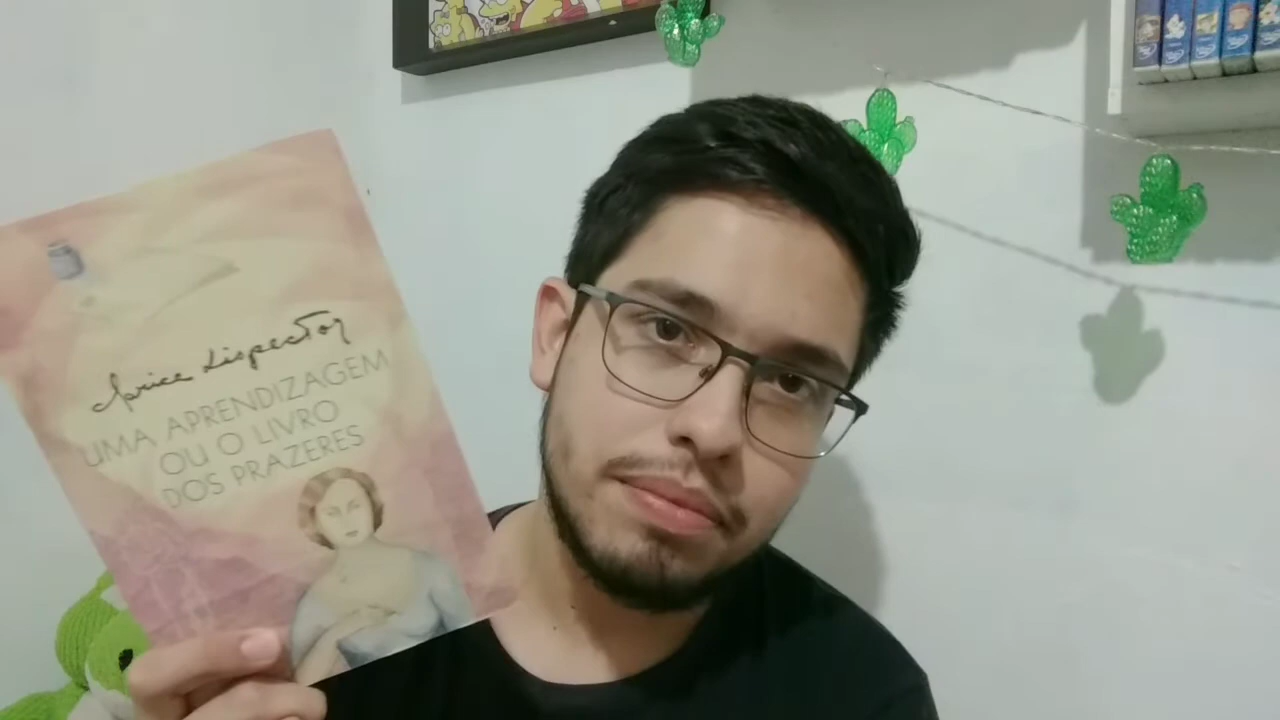 Clarice Lispector
UMA APRENDIZAGEM
OU O LIVRO
DOS PRAZERES